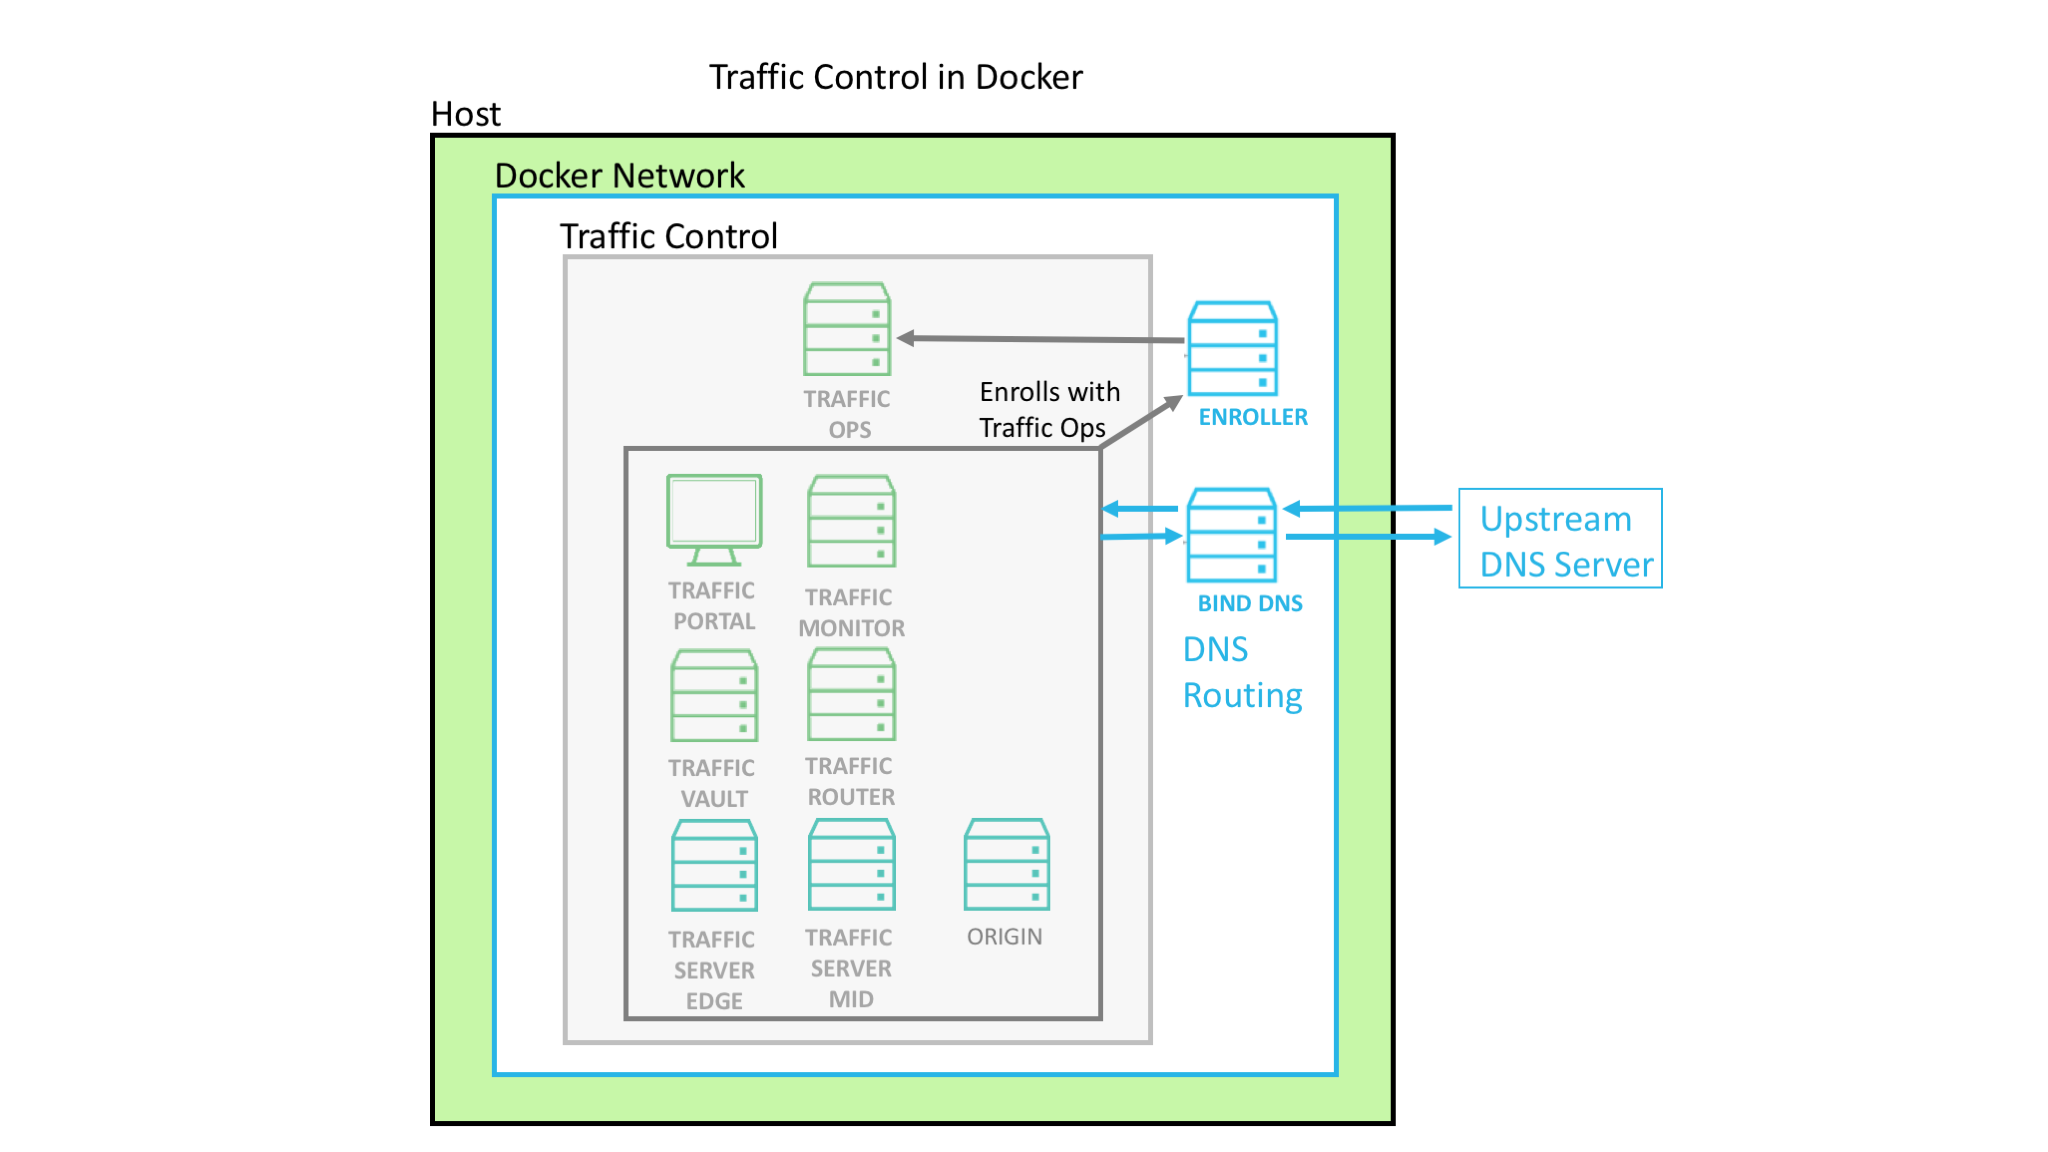 Traffic Control in Docker
Host
Docker Network
Traffic Control
TRAFFIC
OPS
Enrolls with
Traffic Ops
ENROLLER
TRAFFIC
PORTAL
TRAFFIC
MONITOR
BIND DNS
DNS
Routing
Upstream
DNS Server
TRAFFIC
VAULT
TRAFFIC
ROUTER
TRAFFIC
SERVER
EDGE
TRAFFIC
SERVER
MID
ORIGIN